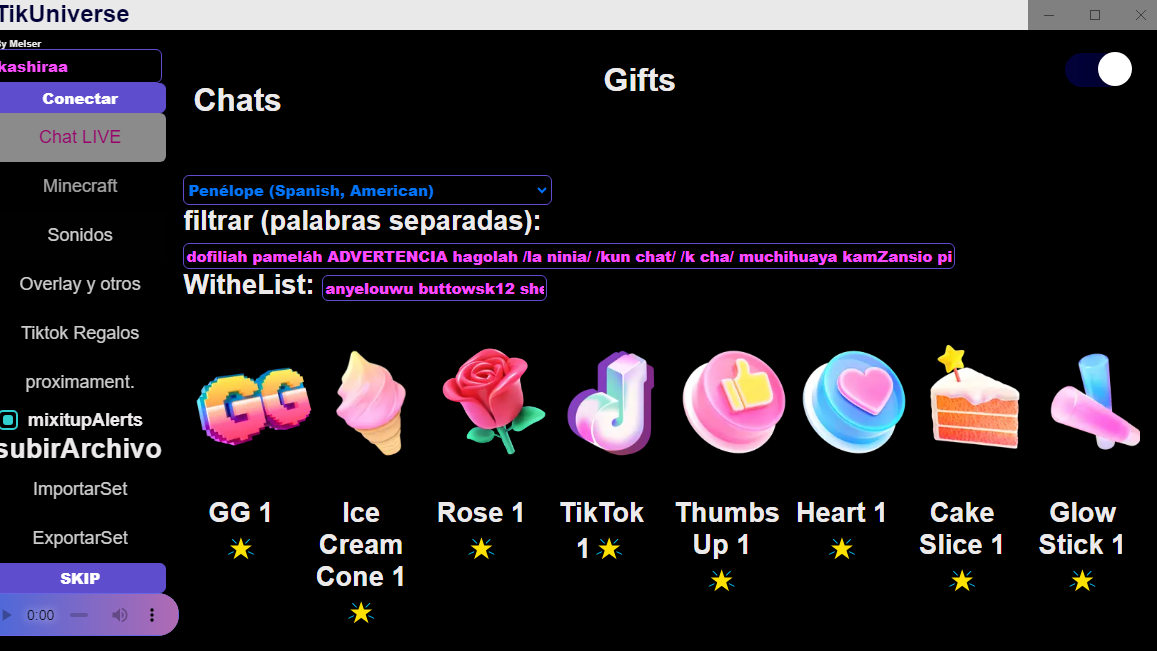 TikUniverse
By Melser
kashiraa
Conectar
Chat LIVE
Minecraft
Sonidos
Overlay y otros
Tiktok Regalos
proximament.
mixitupAlerts
subirArchivo
ImportarSet
ExportarSet
SKIP
0:00
Chats
Gifts
Penélope (Spanish, American)
filtrar (palabras separadas):
dofiliah pameláh ADVERTENCIA hagolah /la ninia/ /kun chat/ /k cha/ muchihuaya kamZansio pi
WitheList:
anyelouwu buttowsk12 she
GG
GG 1
Ice
Cream
Cone 1
Rose 1
TikTok
1
Thumbs
Up 1
Heart 1
Cake
Slice 1
Glow
Stick 1